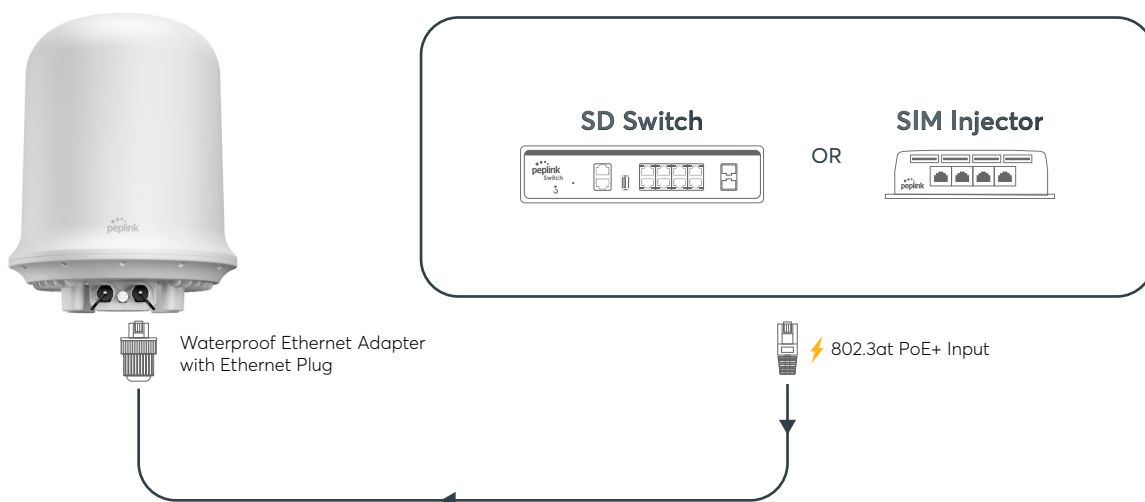 peplink
SD Switch
peplink
Switch
OR
SIM Injector
peplink
Waterproof Ethernet Adapter
with Ethernet Plug
802.3at PoE+ Input